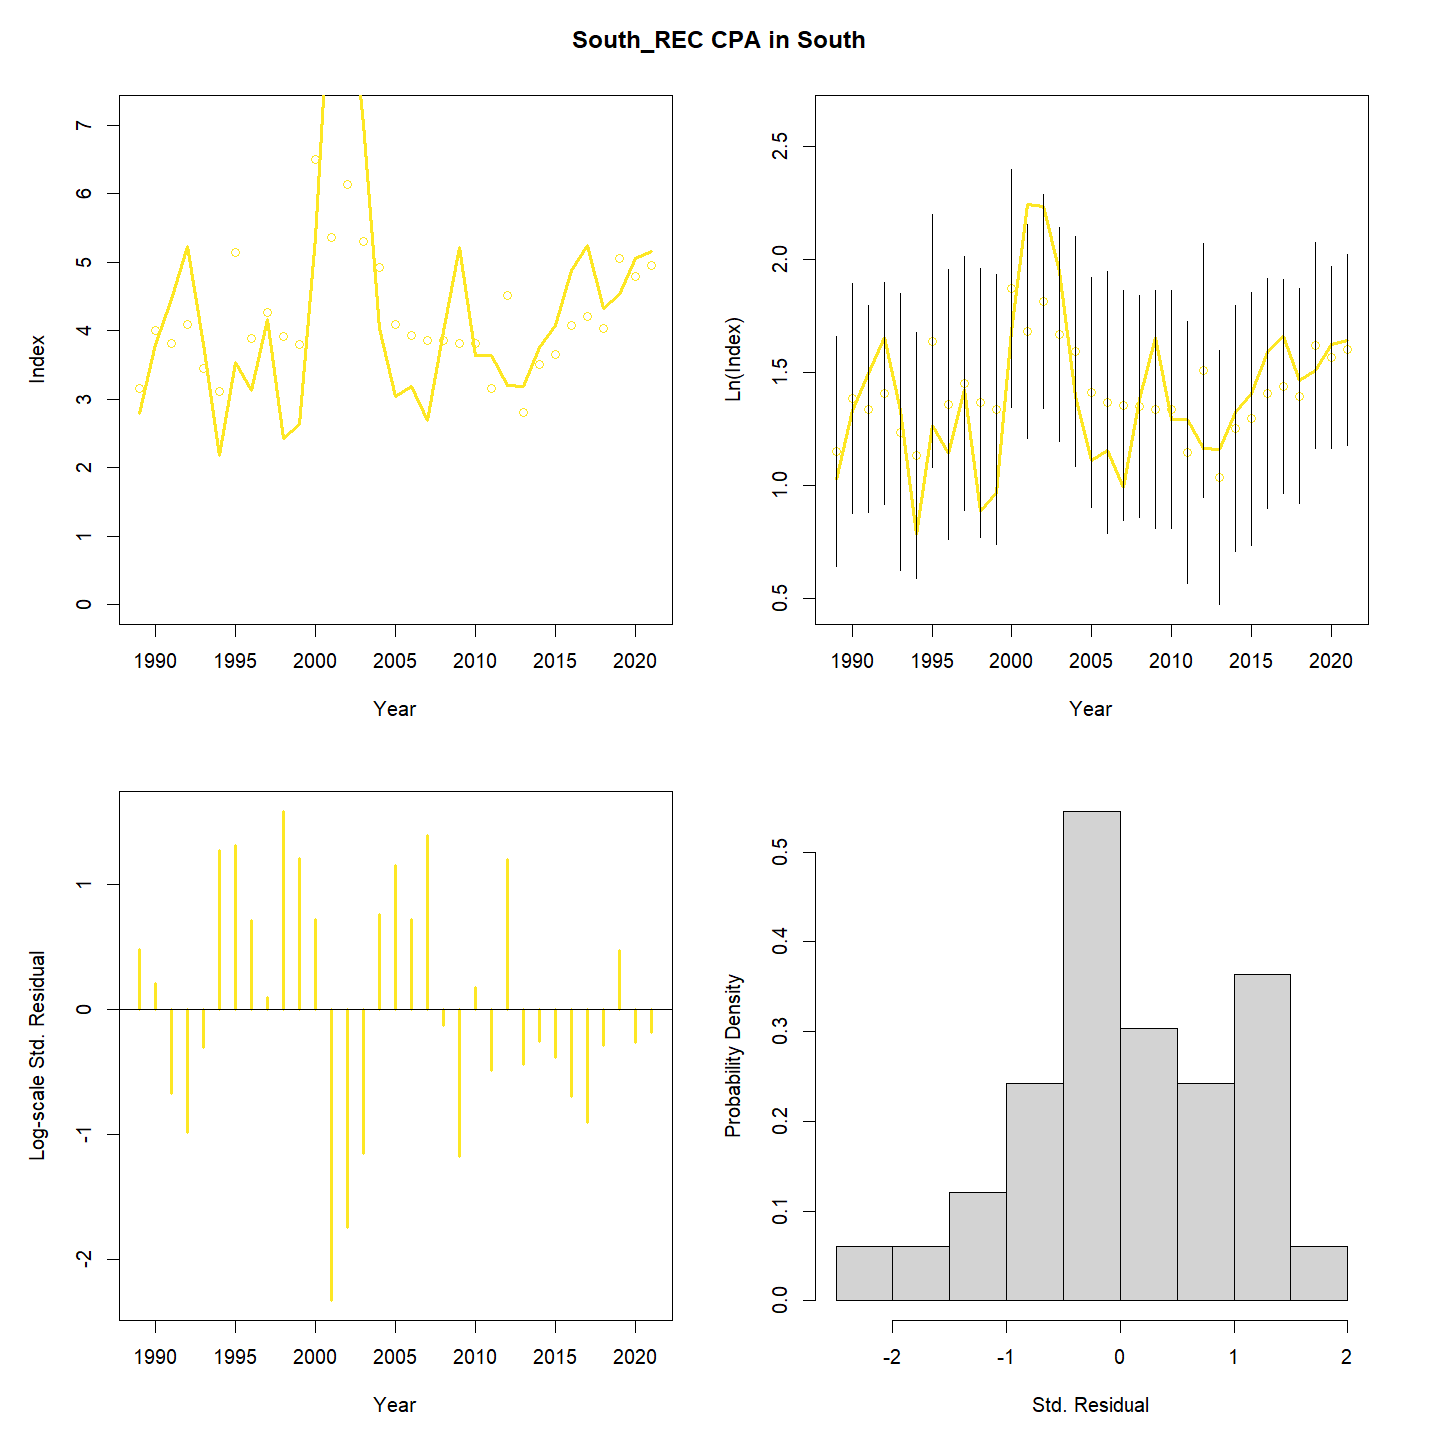 South_REC CPA in South
7
6
5
4
3
2
1
0
Index
1990 1995 2000 2005 2010 2015 2020
Year
2.5
2.0
1.5
1.0
0.5
Ln(Index)
1990 1995 2000 2005 2010 2015 2020
Year
1
0
-1
-2
Log-scale Std. Residual
1990 1995 2000 2005 2010 2015 2020
Year
0.5
0.4
0.3
0.2
0.1
0.0
Probability Density
-2 -1 0 1 2
Std. Residual